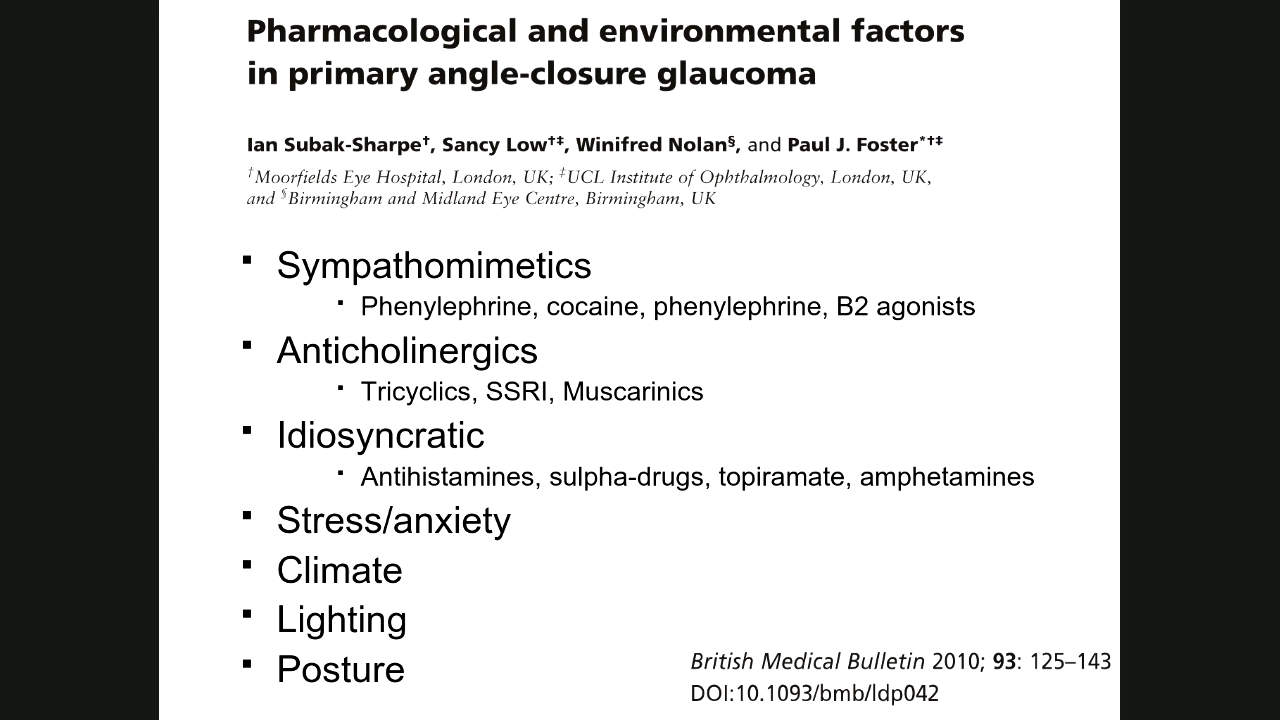 Pharmacological and environmental factors
in primary angle-closure glaucoma
Ian Subak-Sharpe†, Sancy Low†‡, Winifred Nolan§, and Paul J. Foster*†‡
†Moorfields Eye Hospital, London, UK; ‡UCL Institute of Ophthalmology, London, UK,
and §Birmingham and Midland Eye Centre, Birmingham, UK
▪ Sympathomimetics
▪ Phenylephrine, cocaine, phenylephrine, B2 agonists
▪ Anticholinergics
▪ Tricyclics, SSRI, Muscarinics
▪ Idiosyncratic
▪ Antihistamines, sulpha-drugs, topiramate, amphetamines
▪ Stress/anxiety
▪ Climate
▪ Lighting
▪ Posture
British Medical Bulletin 2010; 93: 125–143
DOI:10.1093/bmb/ldp042